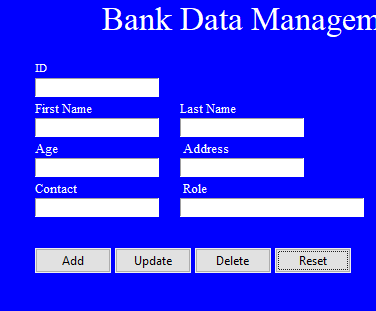 Bank Data Managem
ID
First Name Last Name
Age Address
Contact Role
Add Update Delete Reset